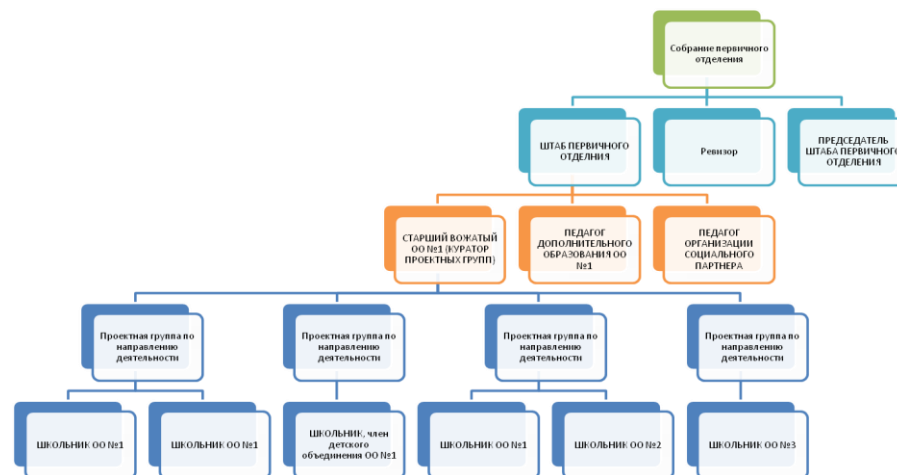 Собрание первичного
отделения
ШТАБ ПЕРВИЧНОГО
ОТДЕЛНИЯ
Ревизор
ПРЕДСЕДАТЕЛЬ
ШТАБА ПЕРВИЧНОГО
ОТДЕЛЕНИЯ
СТАРШИЙ ВОЖАТЫЙ
ОО №1 (КУРАТОР
ПРОЕКТНЫХ ГРУПП)
ПЕДАГОГ
ДОПОЛНИТЕЛЬНОГО
ОБРАЗОВАНИЯ ОО
№1
ПЕДАГОГ
ОРГАНИЗАЦИИ
СОЦИАЛЬНОГО
ПАРТНЕРА
Проектная группа по
направлению
деятельности
Проектная группа по
направлению
деятельности
Проектная группа по
направлению
деятельности
Проектная группа по
направлению
деятельности
ШКОЛЬНИК ОО №1
ШКОЛЬНИК ОО №1
ШКОЛЬНИК, член
детского
объединения ОО №1
ШКОЛЬНИК ОО №1
ШКОЛЬНИК ОО №2
ШКОЛЬНИК ОО №3